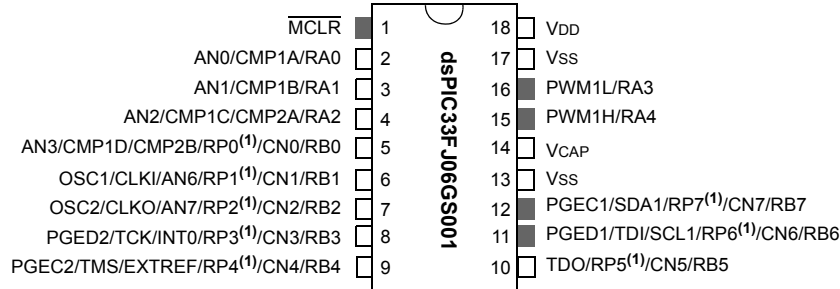 MCLR 1 18 VDD
AN0/CMP1A/RA0 2 17 VSS
AN1/CMP1B/RA1 3 16 PWM1L/RA3
AN2/CMP1C/CMP2A/RA2 4 15 PWM1H/RA4
AN3/CMP1D/CMP2B/RP0(1)/CN0/RB0 5 14 VCAP
OSC1/CLKI/AN6/RP1(1)/CN1/RB1 6 13 VSS
OSC2/CLKO/AN7/RP2(1)/CN2/RB2 7 12 PGEC1/SDA1/RP7(1)/CN7/RB7
PGED2/TCK/INT0/RP3(1)/CN3/RB3 8 11 PGED1/TDI/SCL1/RP6(1)/CN6/RB6
PGEC2/TMS/EXTREF/RP4(1)/CN4/RB4 9 10 TDO/RP5(1)/CN5/RB5
dsPIC33FJ06GS001